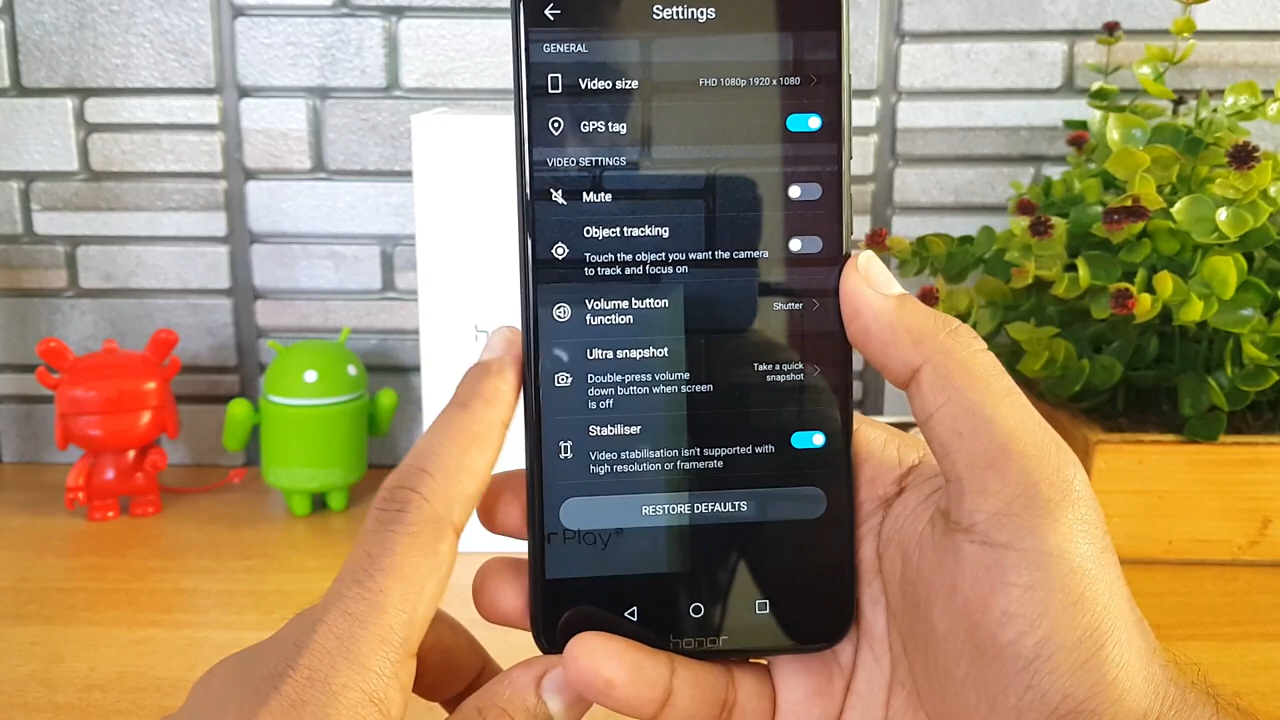 Settings
GENERAL
Video size
FHD 1080p 1920 x 1080
GPS tag
VIDEO SETTINGS
Mute
Object tracking
Touch the object you want the camera
to track and focus on
Volume button
function
Shutter
Ultra snapshot
Double-press volume
down button when screen
is off
Take a quick
snapshot
Stabiliser
Video stabilisation isn't supported with
high resolution or framerate
RESTORE DEFAULTS
r Play
honor